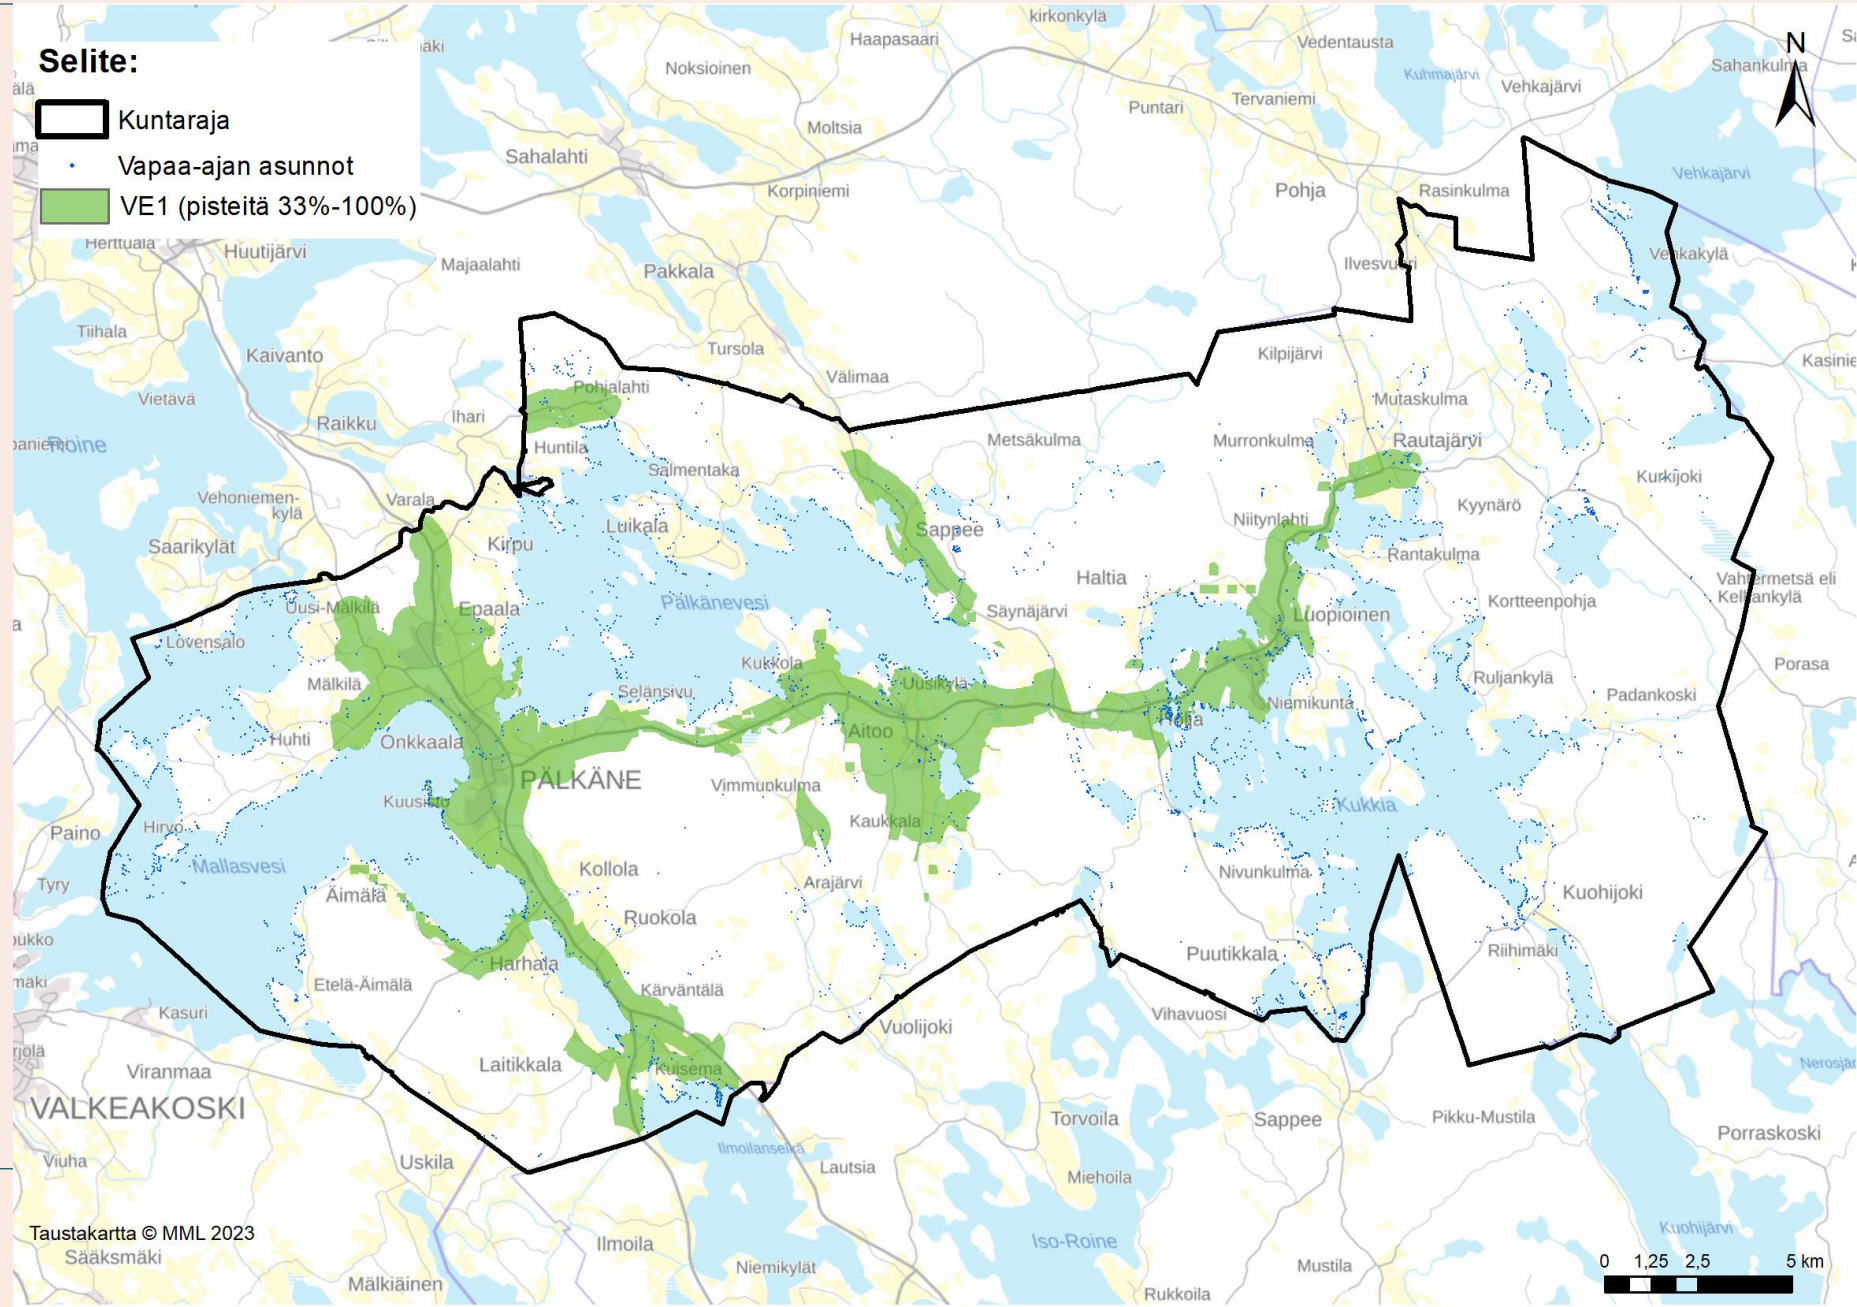 Selite:
Kuntaraja
Vapaa-ajan asunnot
VE1 (pisteitä 33%-100%)
N
kirkonkylä
Haapasaari
Vedentausta
Sahankulma
Noksioinen
Kuhmajärvi
Vehkajärvi
Tervaniemi
Puntari
Moltsia
Sahalahti
Vehkajärvi
Korpiniemi
Pohja
Rasinkulma
Herttuala
Huutijärvi
Majaalahti
Pakkala
Ilvesvuori
Vehkakylä
Tiihala
Kaivanto
Tursola
Kilpijärvi
Välimaa
Pohjalahti
Vietävä
Mutaskulma
Ihari
Raikku
Roine
Huntila
Metsäkulma
Murronkulma
Rautajärvi
Salmentaka
Kurkijoki
Vehoniemen-
kylä
Varala
Kyynärö
Luikala
Sappee
Niitynlahti
Saarikylät
Kirpu
Rantakulma
Haltia
Uusi-Mälkilä
Epaala
Pälkänevesi
Säynäjärvi
Luopioinen
Kortteenpohja
Lovensalo
Kukkola
Porasa
Mälkilä
Selänsivu
Uusikylä
Ruljankylä
Padankoski
Niemikunta
Huhti
Onkkaala
Aitoo
Holja
PÄLKÄNE
Vimmunkulma
Kuusisto
Kukkia
Paino
Hirvo
Kaukkala
Mallasvesi
Kollola
Nivunkulma
Tyry
Äimälä
Arajärvi
Kuohijoki
Ruokola
Puutikkala
Riihimäki
Harhala
Etelä-Äimälä
Kärväntälä
Kasuri
Vihavuosi
Vuolijoki
Laitikkala
Kuisema
Viranmaa
VALKEAKOSKI
Torvoila
Sappee
Pikku-Mustila
Porraskoski
Ilmoilanselkä
Viuha
Uskila
Lautsia
Miehoila
Taustakartta © MML 2023
Sääksmäki
Ilmoila
Iso-Roine
Kuohijärvi
Niemikylät
Mustila
Mälkiäinen
Rukkoila
0 1,25 2,5 5 km